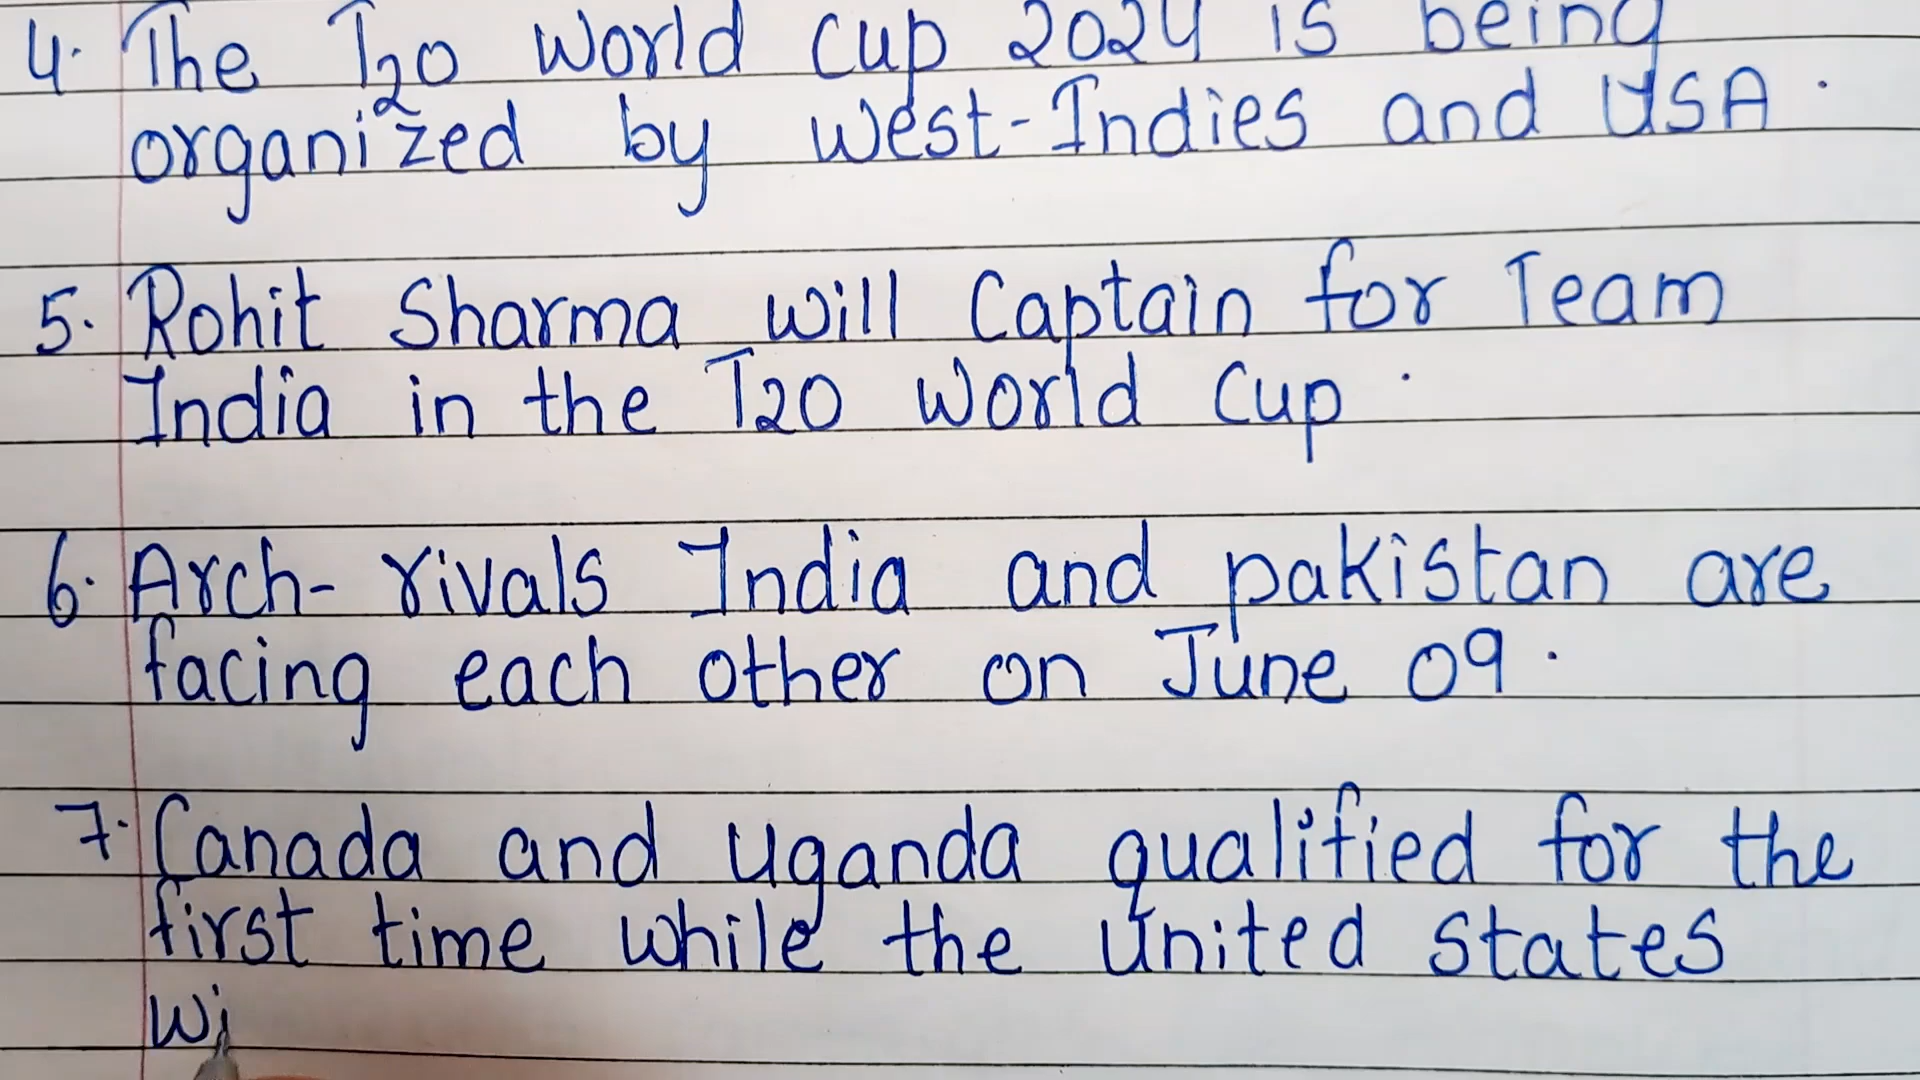 4. The T20 World Cup 2024 is being
organized by West-Indies and USA.
5. Rohit Sharma will Captain for Team
India in the T20 World Cup.
6. Arch-rivals India and pakistan are
facing each other on June 09.
7. Canada and Uganda qualified for the
first time while the United States
wi